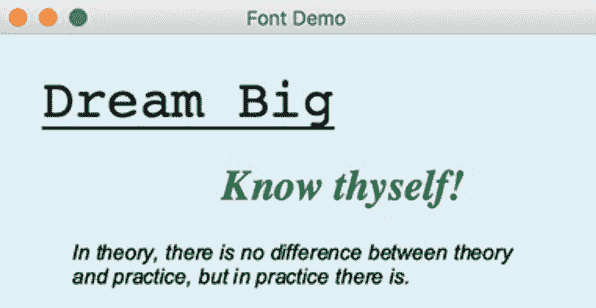 Font Demo
Dream Big
Know thyself!
In theory, there is no difference between theory
and practice, but in practice there is.